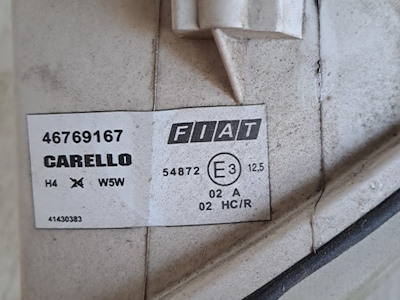 46769167
FIAT
CARELLO
54872 E3 12,5
H4 W5W
02 A
02 HC/R
41430383